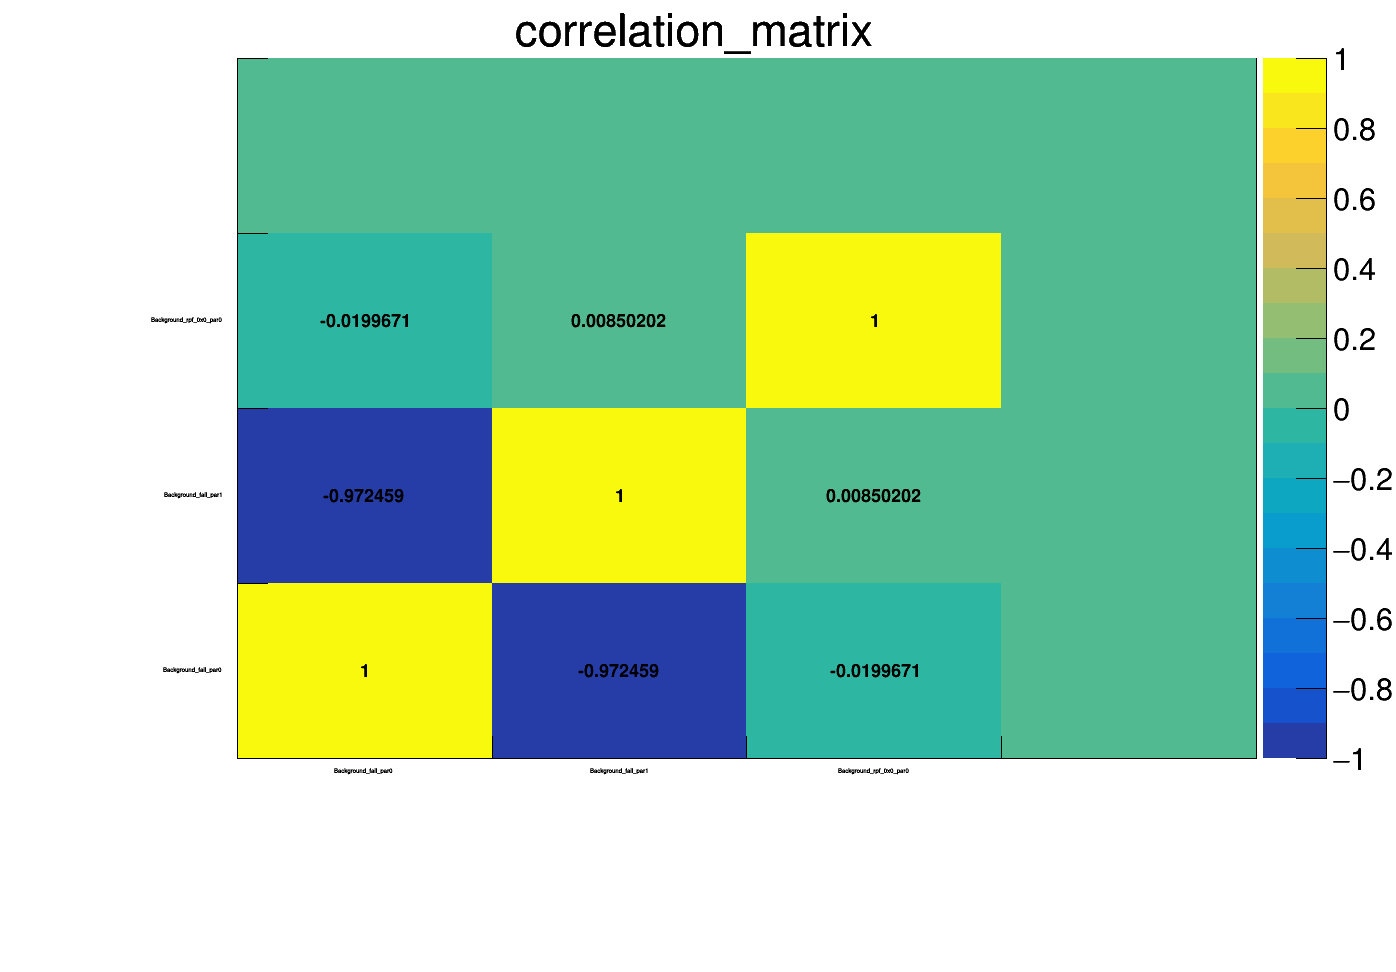 correlation_matrix
1
0.8
0.6
0.4
0.2
0
−0.2
−0.4
−0.6
−0.8
−1
Background_rpf_0x0_par0
-0.0199671 0.00850202 1
Background_fail_par1
-0.972459 1 0.00850202
Background_fail_par0
1 -0.972459 -0.0199671
Background_fail_par0 Background_fail_par1 Background_rpf_0x0_par0